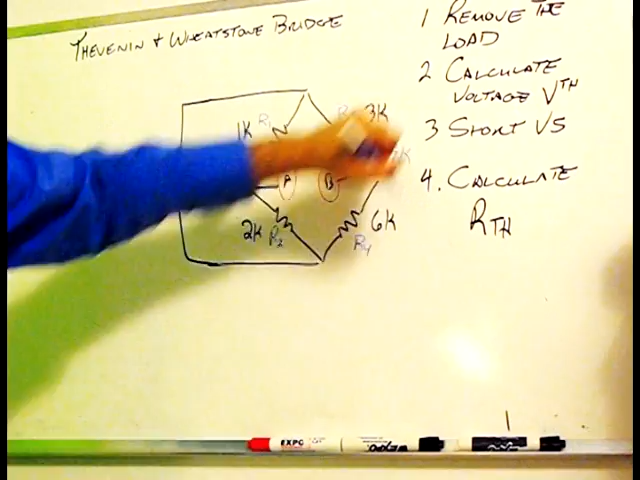 THEVENIN + WHEATSTONE BRIDGE
1 REMOVE THE
LOAD
2 CALCULATE
VOLTAGE VTH
3 SHORT VS
4. CALCULATE
RTH
1K R1
3K
A B
2K R2
6K
R4
EXPO